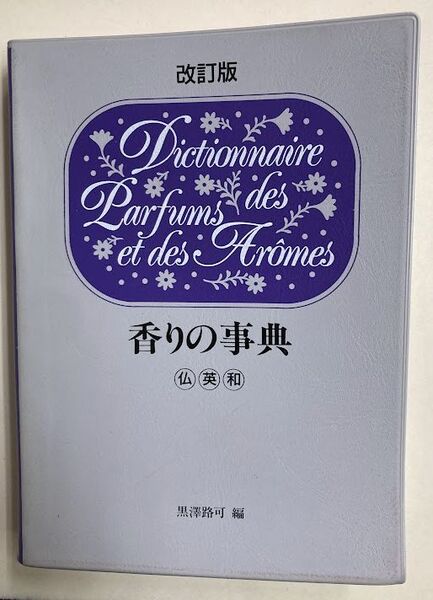 改訂版
Dictionnaire
des
Parfums
et des Arômes
香りの事典
仏英和
黒澤路可 編